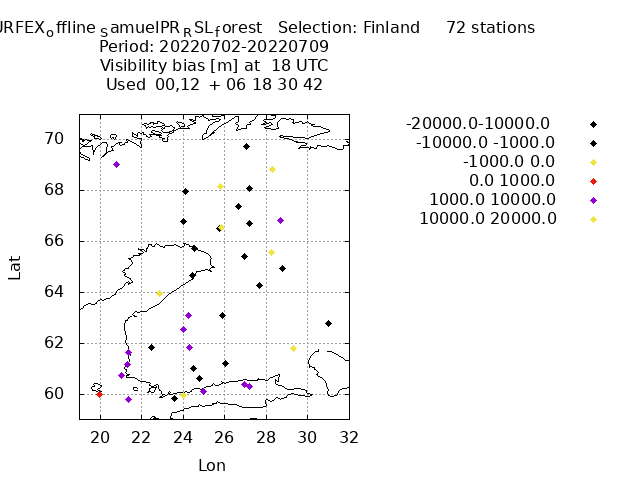 URFEXoffline SamuelPR RSLforest Selection: Finland 72 stations
Period: 20220702-20220709
Visibility bias [m] at 18 UTC
Used 00,12 + 06 18 30 42
-20000.0-10000.0
-10000.0 -1000.0
-1000.0 0.0
0.0 1000.0
1000.0 10000.0
10000.0 20000.0
70
68
66
64
62
60
Lat
20 22 24 26 28 30 32
Lon